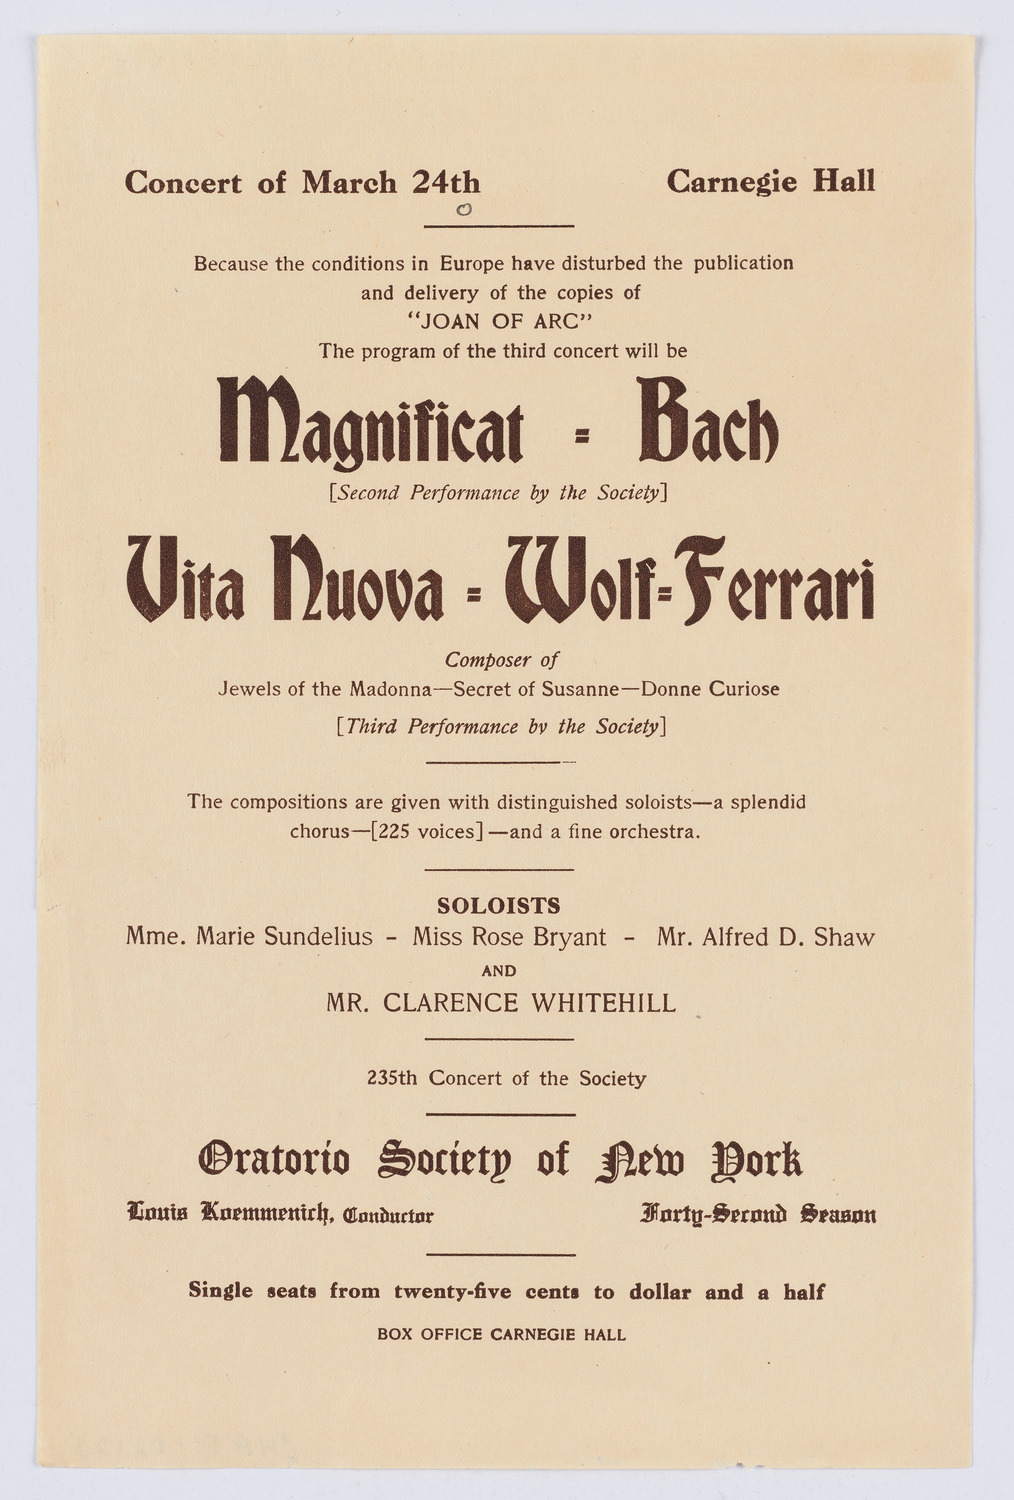 Concert of March 24th Carnegie Hall
Because the conditions in Europe have disturbed the publication
and delivery of the copies of
"JOAN OF ARC"
The program of the third concert will be
Magnificat = Bach
[Second Performance by the Society]
Vita Nuova = Wolf=Ferrari
Composer of
Jewels of the Madonna—Secret of Susanne—Donne Curiose
[Third Performance by the Society]
The compositions are given with distinguished soloists—a splendid
chorus—[225 voices]—and a fine orchestra.
SOLOISTS
Mme. Marie Sundelius - Miss Rose Bryant - Mr. Alfred D. Shaw
AND
MR. CLARENCE WHITEHILL
235th Concert of the Society
Oratorio Society of New York
Louis Koemmenich, Conductor Forty-Second Season
Single seats from twenty-five cents to dollar and a half
BOX OFFICE CARNEGIE HALL